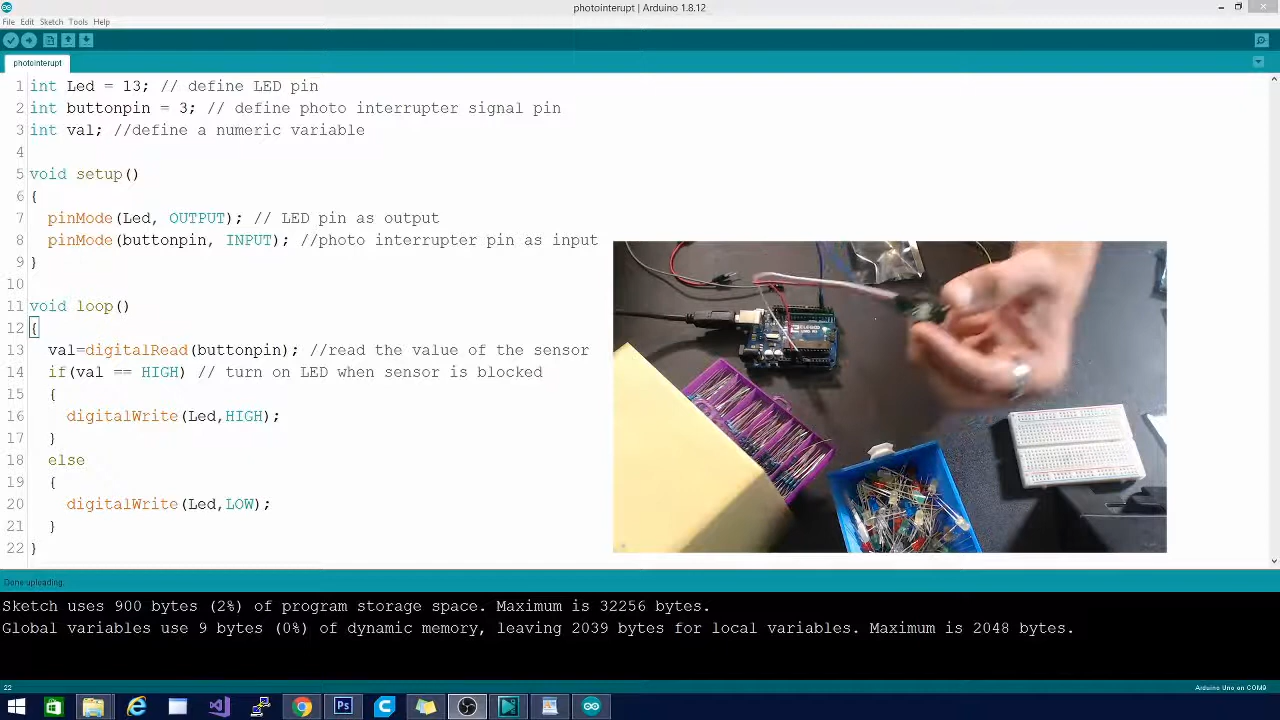 photointerupt | Arduino 1.8.12
File Edit Sketch Tools Help
photointerupt
1 int Led = 13; // define LED pin
2 int buttonpin = 3; // define photo interrupter signal pin
3 int val; //define a numeric variable
4
5 void setup()
6 {
7 pinMode(Led, OUTPUT); // LED pin as output
8 pinMode(buttonpin, INPUT); //photo interrupter pin as input
9 }
10
11 void loop()
12 {
13 val=digitalRead(buttonpin); //read the value of the sensor
14 if(val == HIGH) // turn on LED when sensor is blocked
15 {
16 digitalWrite(Led,HIGH);
17 }
18 else
19 {
20 digitalWrite(Led,LOW);
21 }
22 }
Done uploading.
Sketch uses 900 bytes (2%) of program storage space. Maximum is 32256 bytes.
Global variables use 9 bytes (0%) of dynamic memory, leaving 2039 bytes for local variables. Maximum is 2048 bytes.
22
Arduino Uno on COM9
Ps